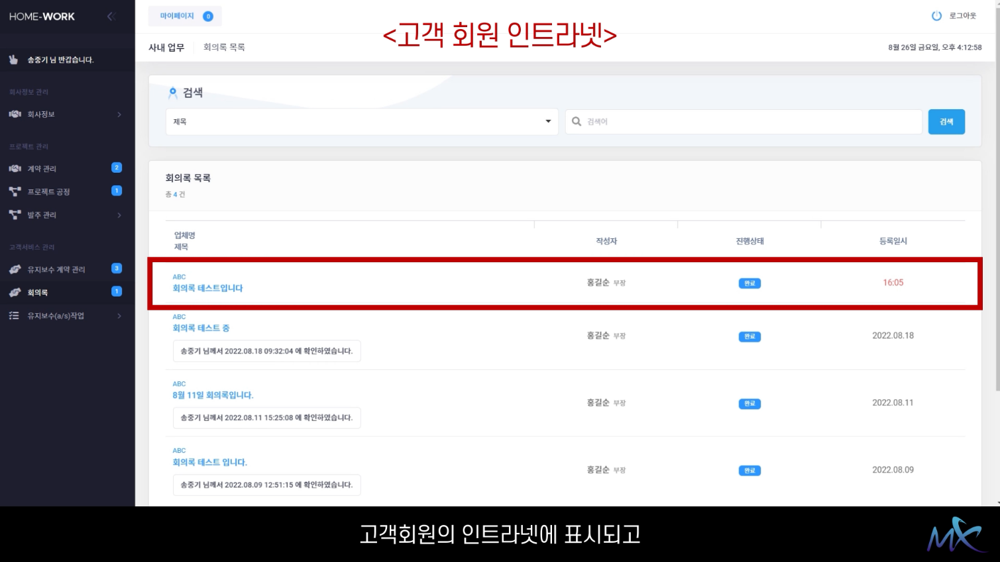 HOME-WORK
마이페이지 0
<고객 회원 인트라넷>
로그아웃
사내 업무 회의록 목록
8월 26일 금요일, 오후 4:12:58
송중기 님 반갑습니다.
회사정보 관리
회사정보
프로젝트 관리
계약 관리 2
프로젝트 공정 1
발주 관리
고객서비스 관리
유지보수 계약 관리 3
회의록 1
유지보수(a/s)작업
검색
제목
검색어
검색
회의록 목록
총 4 건
업체명
제목
작성자
진행상태
등록일시
ABC
회의록 테스트입니다
홍길순 부장
완료
16:05
ABC
회의록 테스트 중
송중기 님께서 2022.08.18 09:32:04 에 확인하였습니다.
홍길순 부장
완료
2022.08.18
ABC
8월 11일 회의록입니다.
송중기 님께서 2022.08.11 15:25:08 에 확인하였습니다.
홍길순 부장
완료
2022.08.11
ABC
회의록 테스트 입니다.
송중기 님께서 2022.08.09 12:51:15 에 확인하였습니다.
홍길순 부장
완료
2022.08.09
고객회원의 인트라넷에 표시되고